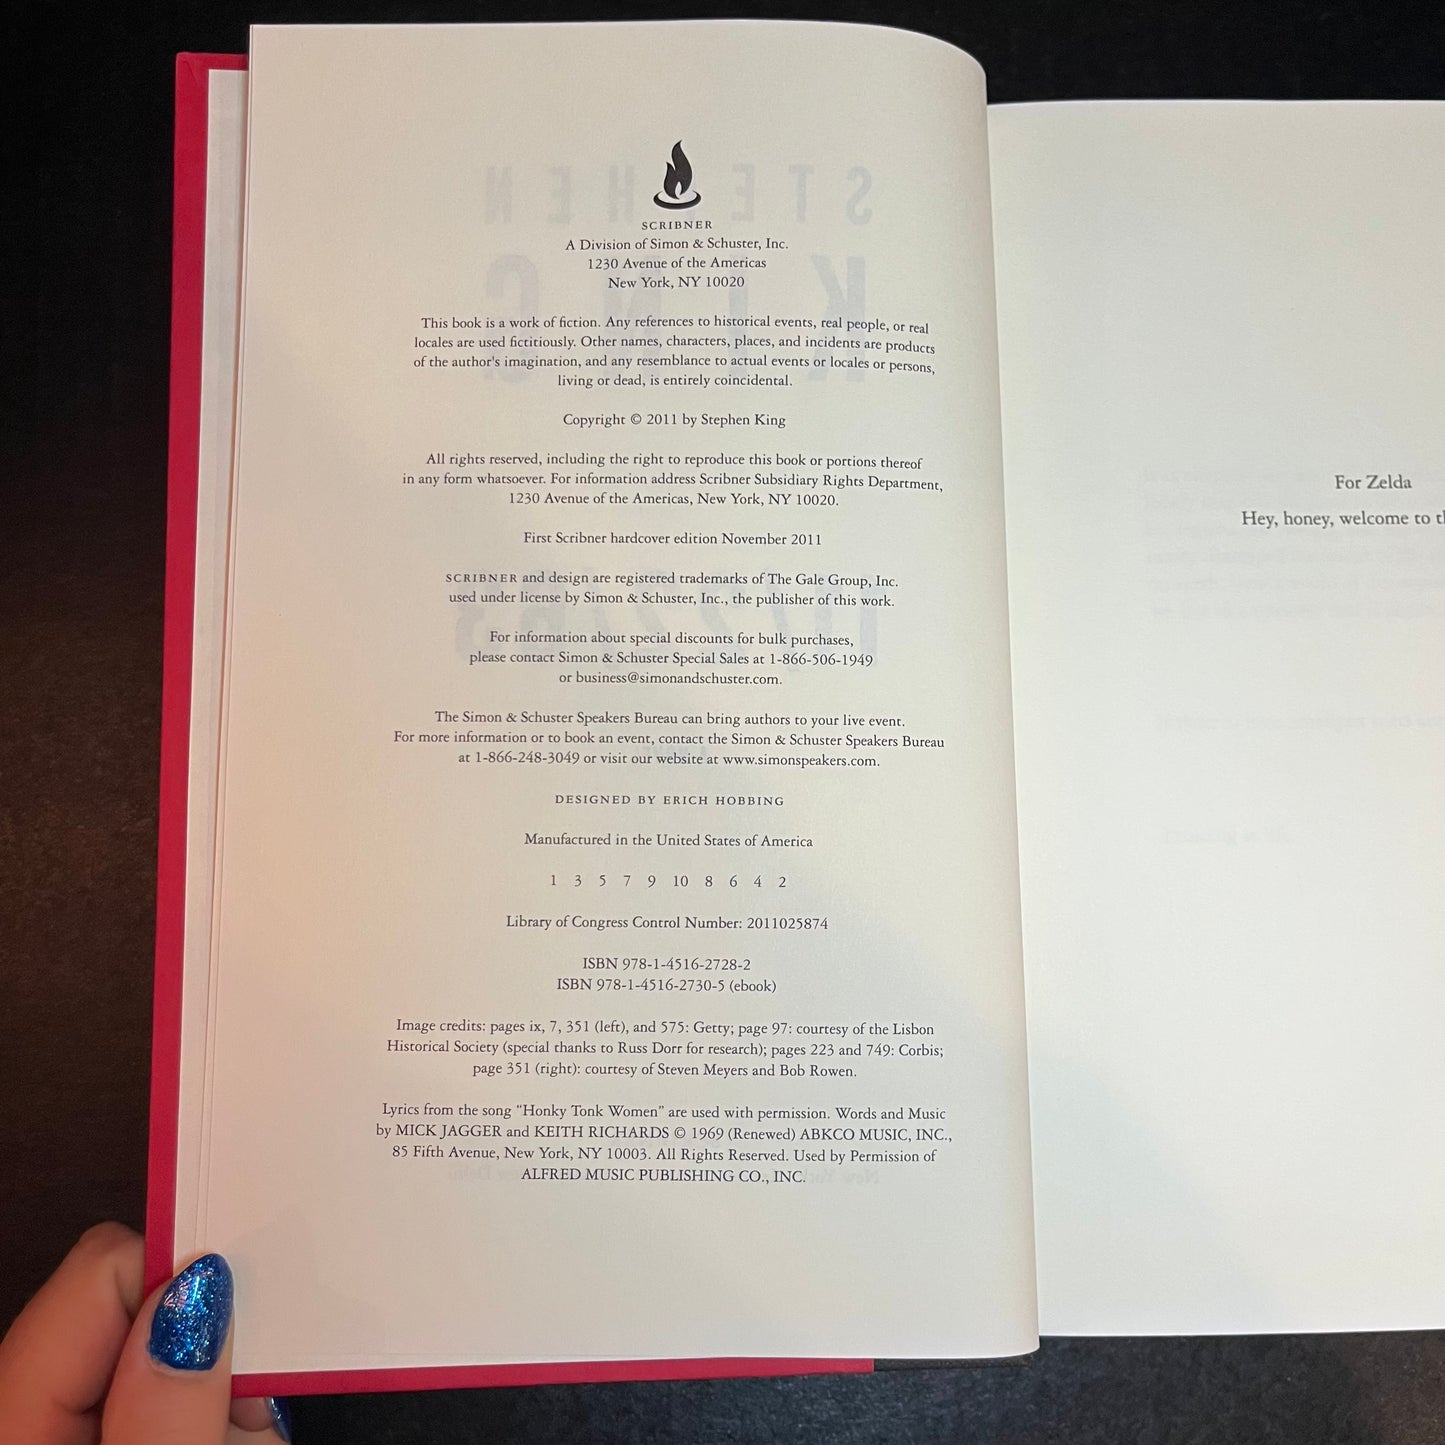 SCRIBNER
A Division of Simon & Schuster, Inc.
1230 Avenue of the Americas
New York, NY 10020
This book is a work of fiction. Any references to historical events, real people, or real
locales are used fictitiously. Other names, characters, places, and incidents are products
of the author's imagination, and any resemblance to actual events or locales or persons,
living or dead, is entirely coincidental.
Copyright © 2011 by Stephen King
All rights reserved, including the right to reproduce this book or portions thereof
in any form whatsoever. For information address Scribner Subsidiary Rights Department,
1230 Avenue of the Americas, New York, NY 10020.
First Scribner hardcover edition November 2011
SCRIBNER and design are registered trademarks of The Gale Group, Inc.
used under license by Simon & Schuster, Inc., the publisher of this work.
For information about special discounts for bulk purchases,
please contact Simon & Schuster Special Sales at 1-866-506-1949
or business@simonandschuster.com.
The Simon & Schuster Speakers Bureau can bring authors to your live event.
For more information or to book an event, contact the Simon & Schuster Speakers Bureau
at 1-866-248-3049 or visit our website at www.simonspeakers.com.
DESIGNED BY ERICH HOBBING
Manufactured in the United States of America
1 3 5 7 9 10 8 6 4 2
Library of Congress Control Number: 2011025874
ISBN 978-1-4516-2728-2
ISBN 978-1-4516-2730-5 (ebook)
Image credits: pages ix, 7, 351 (left), and 575: Getty; page 97: courtesy of the Lisbon
Historical Society (special thanks to Russ Dorr for research); pages 223 and 749: Corbis;
page 351 (right): courtesy of Steven Meyers and Bob Rowen.
Lyrics from the song “Honky Tonk Women” are used with permission. Words and Music
by MICK JAGGER and KEITH RICHARDS © 1969 (Renewed) ABKCO MUSIC, INC.,
85 Fifth Avenue, New York, NY 10003. All Rights Reserved. Used by Permission of
ALFRED MUSIC PUBLISHING CO., INC.
For Zelda
Hey, honey, welcome to